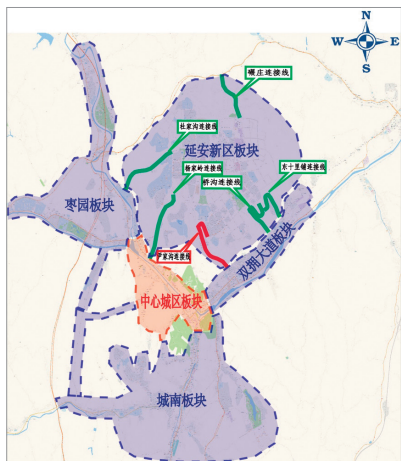 N
W E
S
碾庄连接线
杜家沟连接线
延安新区板块
杨家岭连接线
东十里铺连接线
桥沟连接线
枣园板块
尹家沟连接线
双拥大道板块
中心城区板块
城南板块